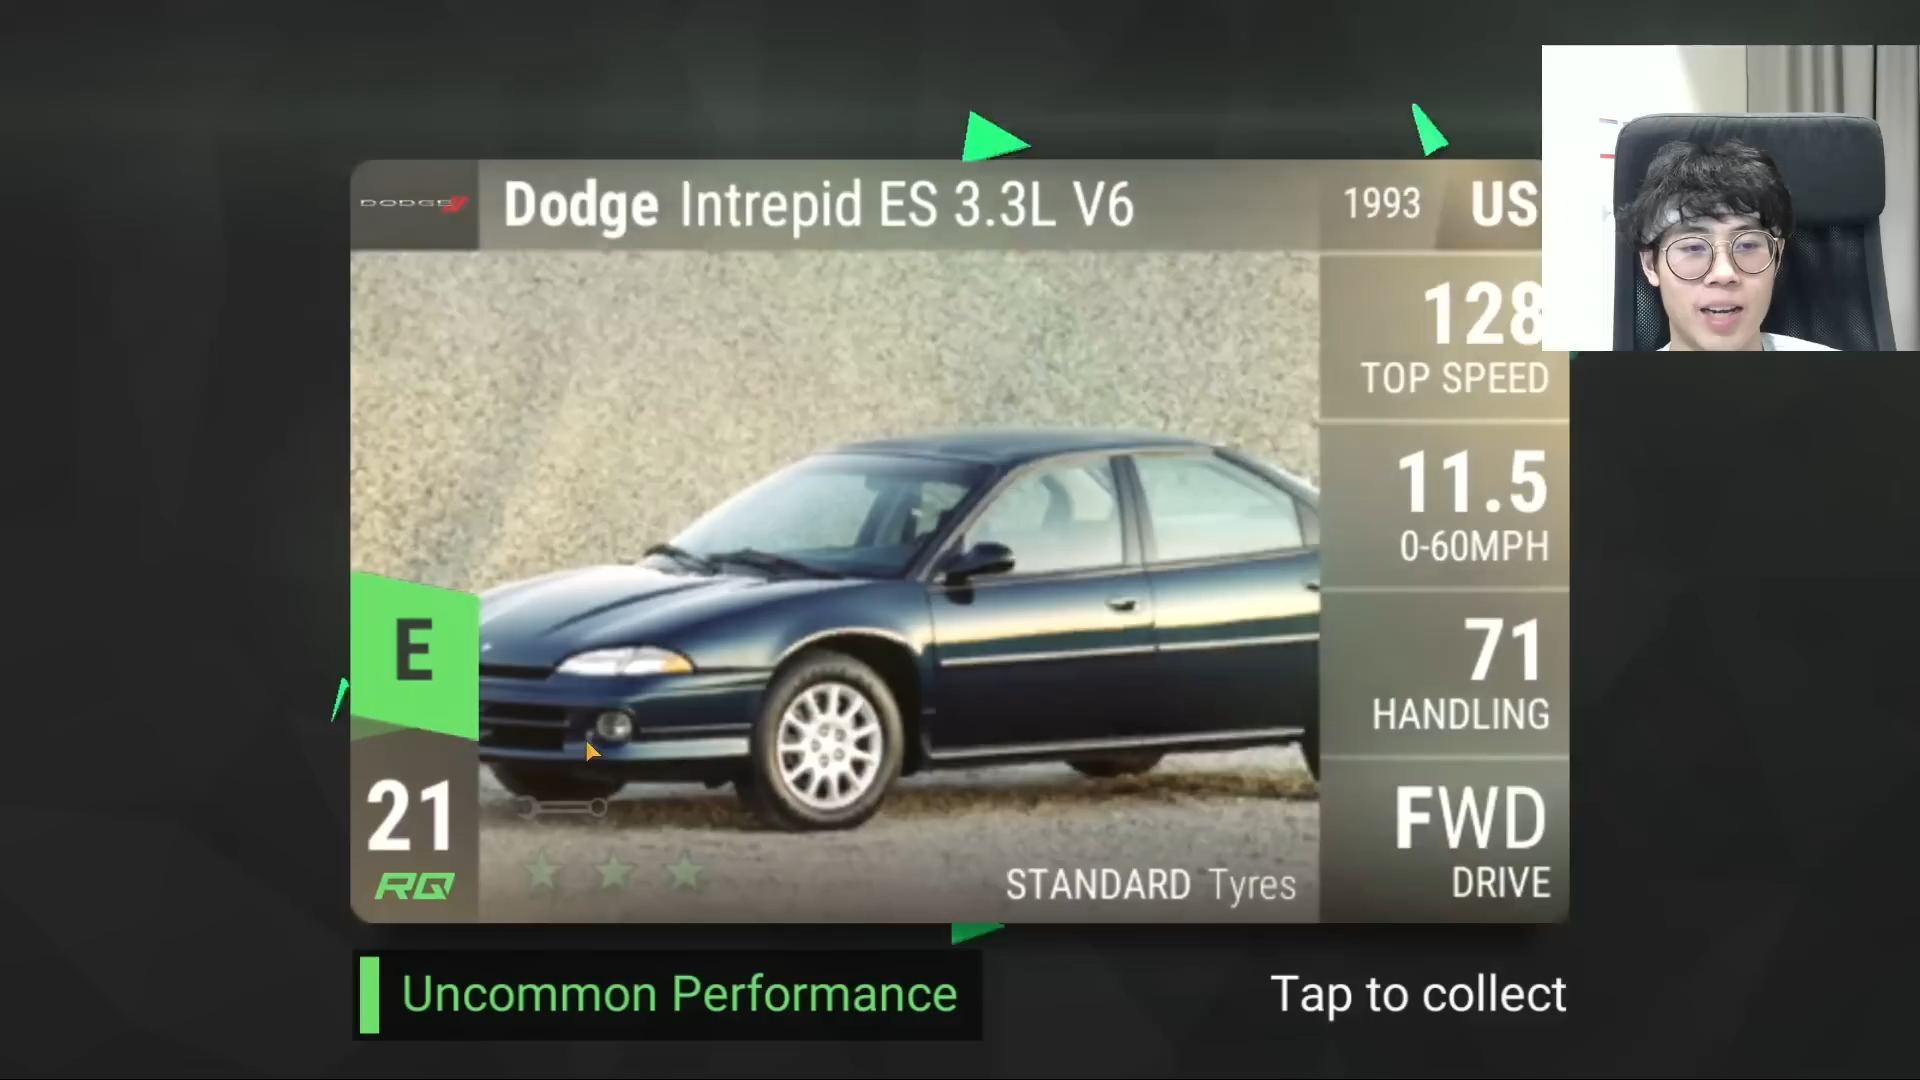 DODGE
Dodge Intrepid ES 3.3L V6
1993
US
128
TOP SPEED
11.5
0-60MPH
71
HANDLING
FWD
DRIVE
E
21
RQ
STANDARD Tyres
Uncommon Performance
Tap to collect